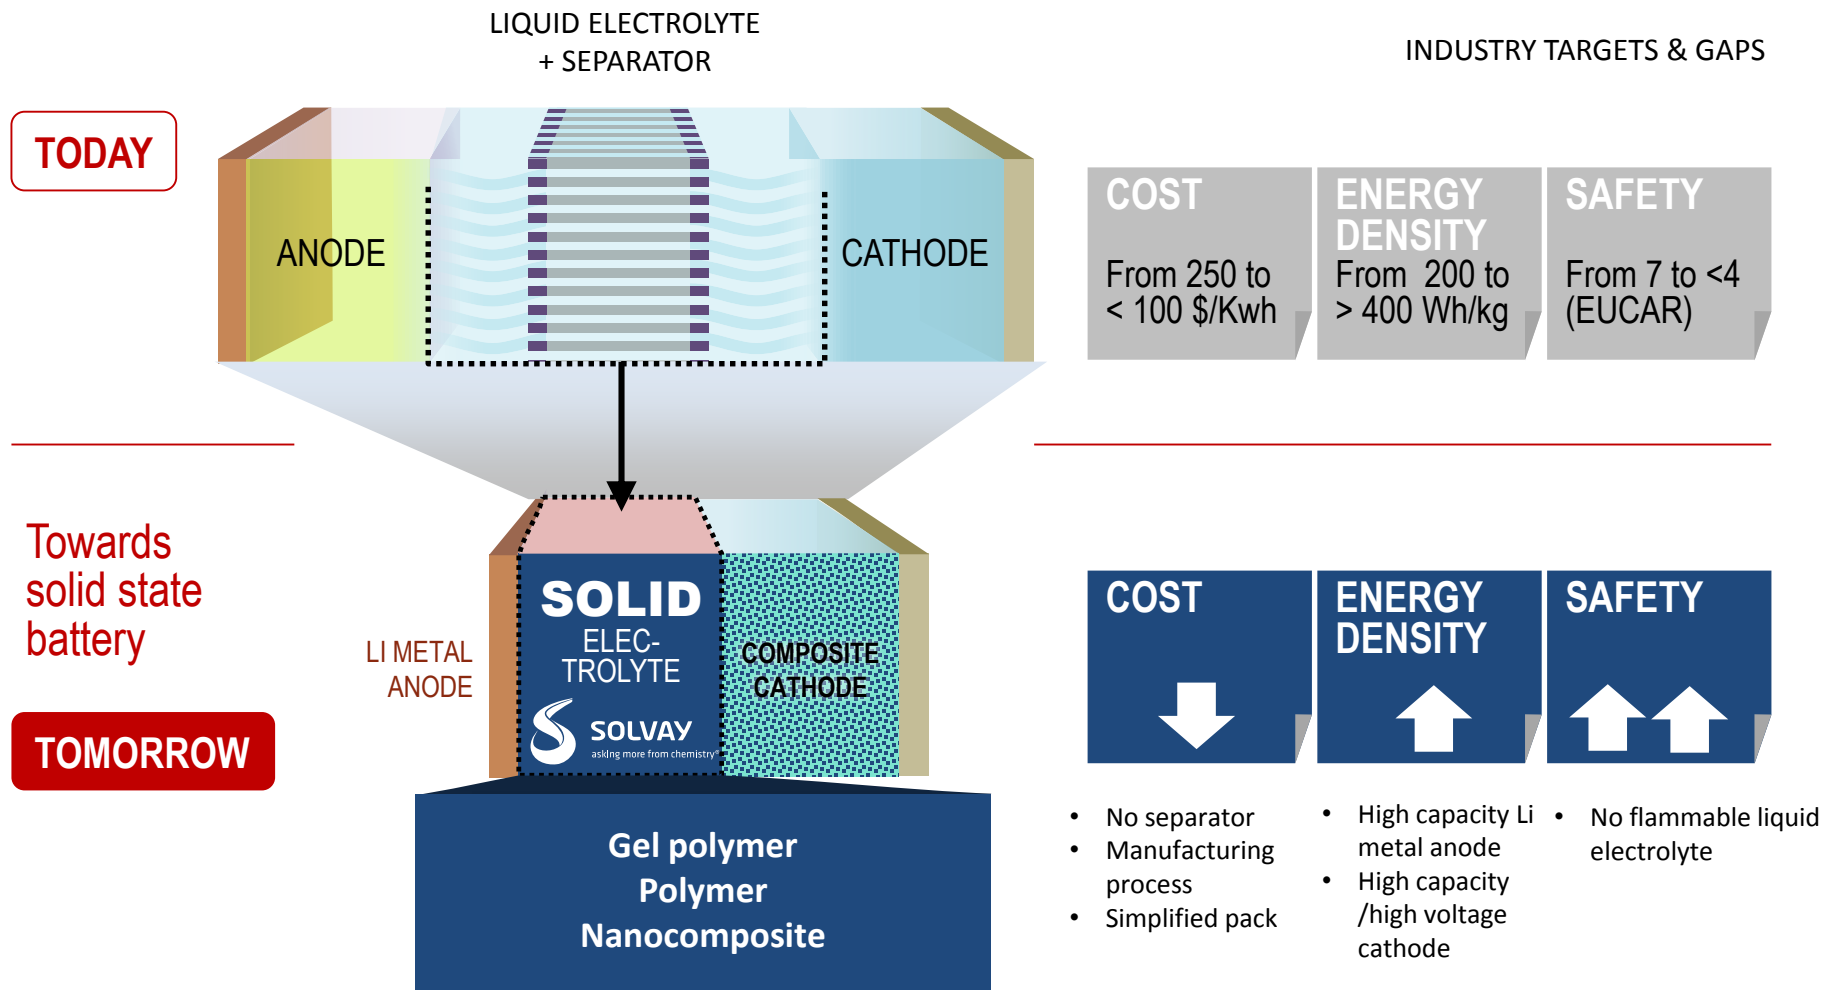 LIQUID ELECTROLYTE
+ SEPARATOR
INDUSTRY TARGETS & GAPS
TODAY
ANODE
CATHODE
COST
From 250 to
< 100 $/Kwh
ENERGY
DENSITY
From 200 to
> 400 Wh/kg
SAFETY
From 7 to <4
(EUCAR)
Towards
solid state
battery
TOMORROW
LI METAL
ANODE
SOLID
ELEC-
TROLYTE
SOLVAY
asking more from chemistry®
COMPOSITE
CATHODE
Gel polymer
Polymer
Nanocomposite
COST
ENERGY
DENSITY
SAFETY
• No separator
• Manufacturing
process
• Simplified pack
• High capacity Li
metal anode
• High capacity
/high voltage
cathode
• No flammable liquid
electrolyte